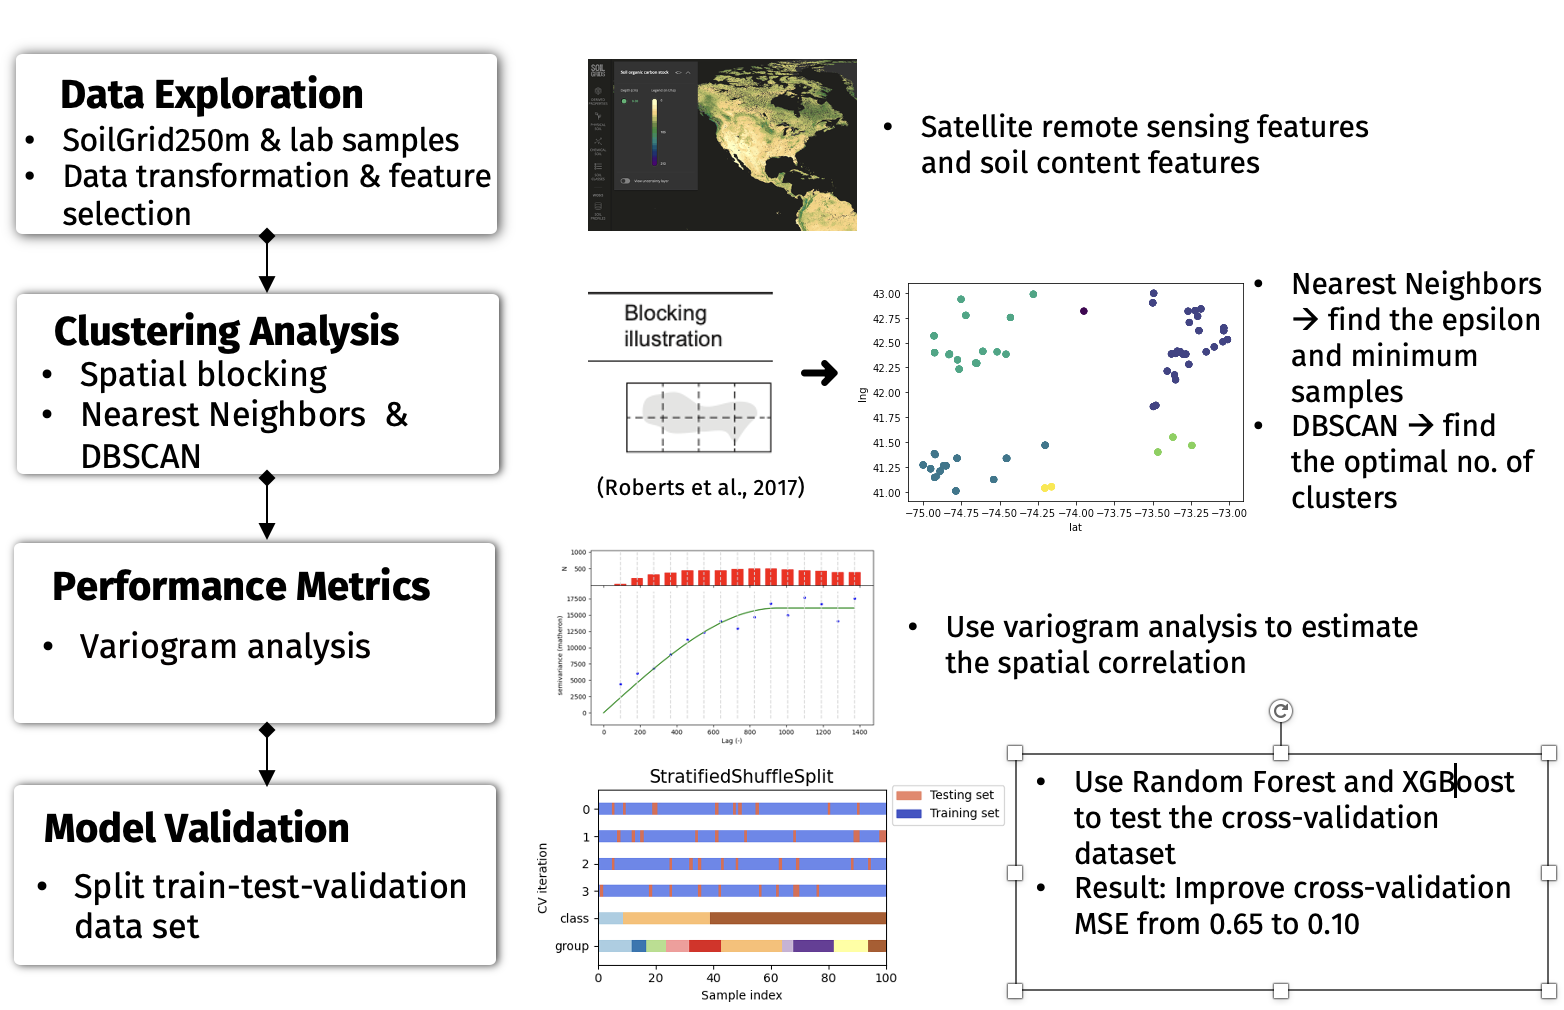 Data Exploration
• SoilGrid250m & lab samples
• Data transformation & feature
selection
Soil organic carbon stock
• Satellite remote sensing features
and soil content features
Clustering Analysis
• Spatial blocking
• Nearest Neighbors &
DBSCAN
Blocking
illustration
(Roberts et al., 2017)
43.00
42.75
42.50
42.25
42.00
41.75
41.50
41.25
41.00
lng
−75.00 −74.75 −74.50 −74.25 −74.00 −73.75 −73.50 −73.25 −73.00
lat
• Nearest Neighbors
→ find the epsilon
and minimum
samples
• DBSCAN → find
the optimal no. of
clusters
Performance Metrics
• Variogram analysis
1000
500
N
17500
15000
12500
10000
7500
5000
2500
0
semivariance (matheron)
0 200 400 600 800 1000 1200 1400
Lag (-)
• Use variogram analysis to estimate
the spatial correlation
Model Validation
• Split train-test-validation
data set
StratifiedShuffleSplit
Testing set
Training set
0
1
2
3
class
group
CV iteration
0 20 40 60 80 100
Sample index
• Use Random Forest and XGBoost
to test the cross-validation
dataset
• Result: Improve cross-validation
MSE from 0.65 to 0.10